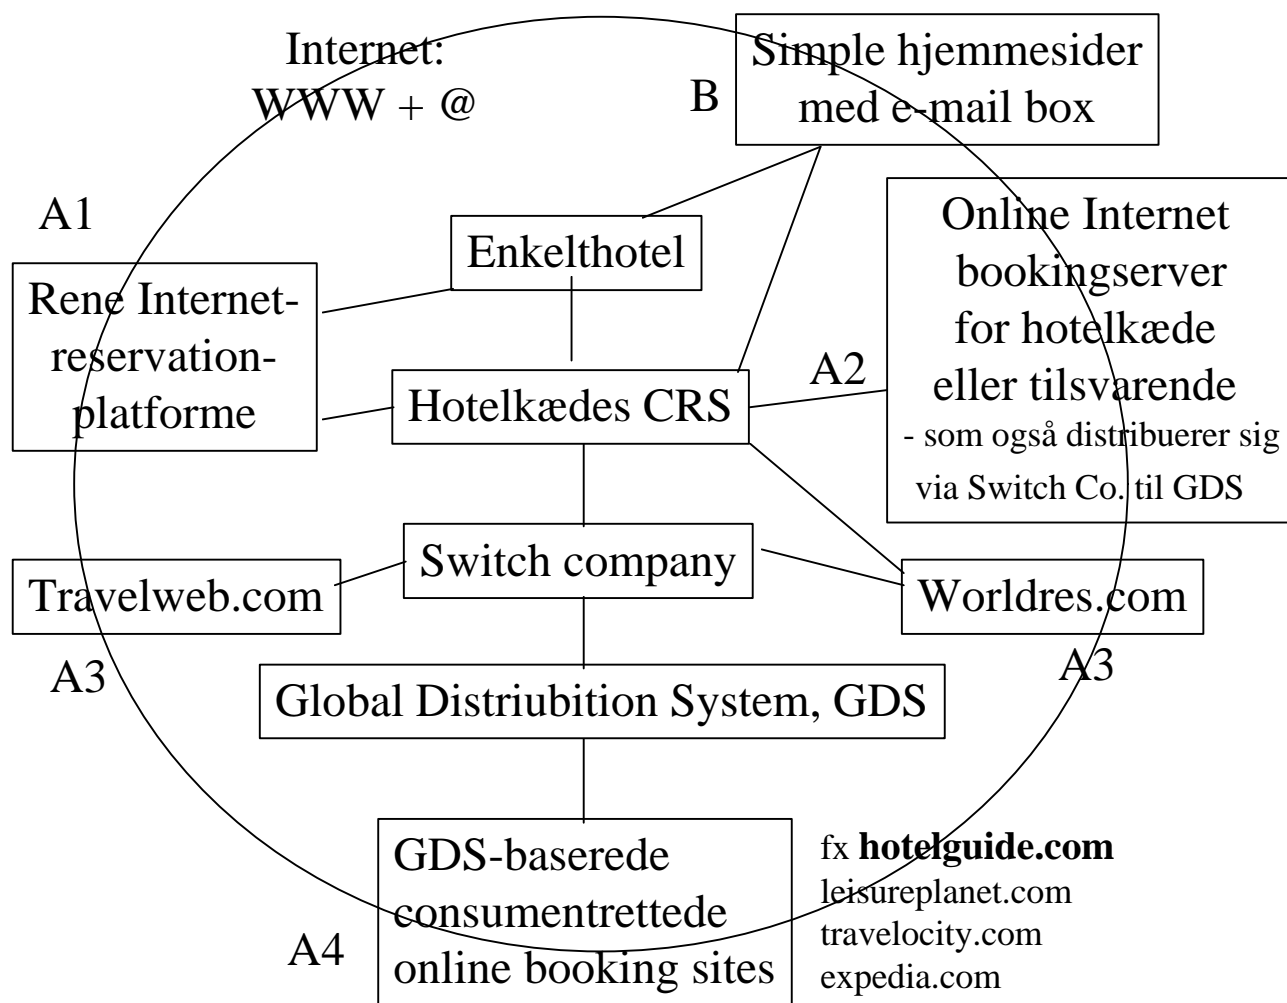 Internet:
WWW + @
B
Simple hjemmesider
med e-mail box
A1
Rene Internet-
reservation-
platforme
Enkelthotel
Online Internet
bookingserver
for hotelkæde
eller tilsvarende
- som også distribuerer sig
via Switch Co. til GDS
A2
Hotelkædes CRS
Switch company
Travelweb.com
A3
Worldres.com
A3
Global Distriubition System, GDS
A4
GDS-baserede
consumentrettede
online booking sites
fx hotelguide.com
leisureplanet.com
travelocity.com
expedia.com